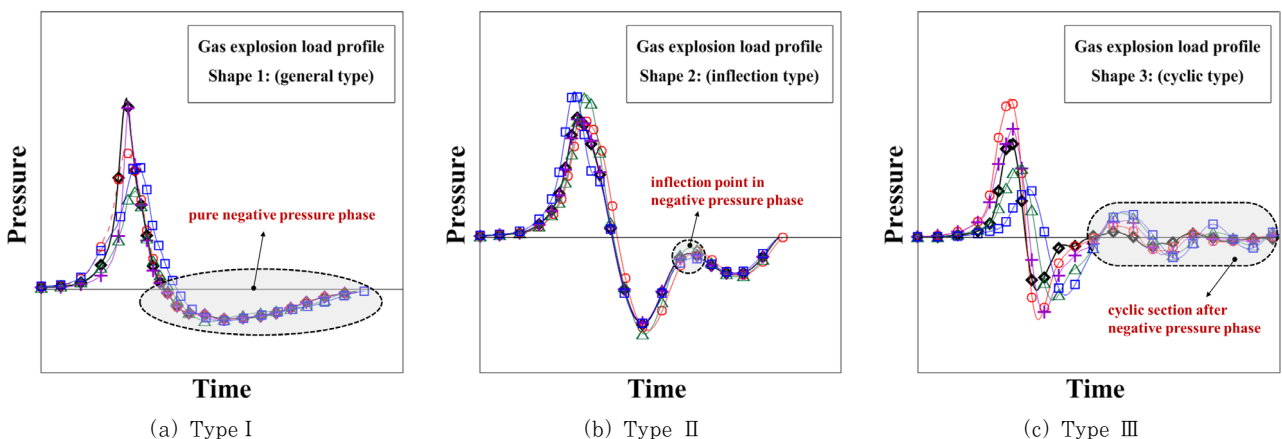 Gas explosion load profile
Shape 1: (general type)
pure negative pressure phase
Pressure
Time
(a) Type Ⅰ
Gas explosion load profile
Shape 2: (inflection type)
inflection point in
negative pressure phase
Pressure
Time
(b) Type Ⅱ
Gas explosion load profile
Shape 3: (cyclic type)
cyclic section after
negative pressure phase
Pressure
Time
(c) Type Ⅲ